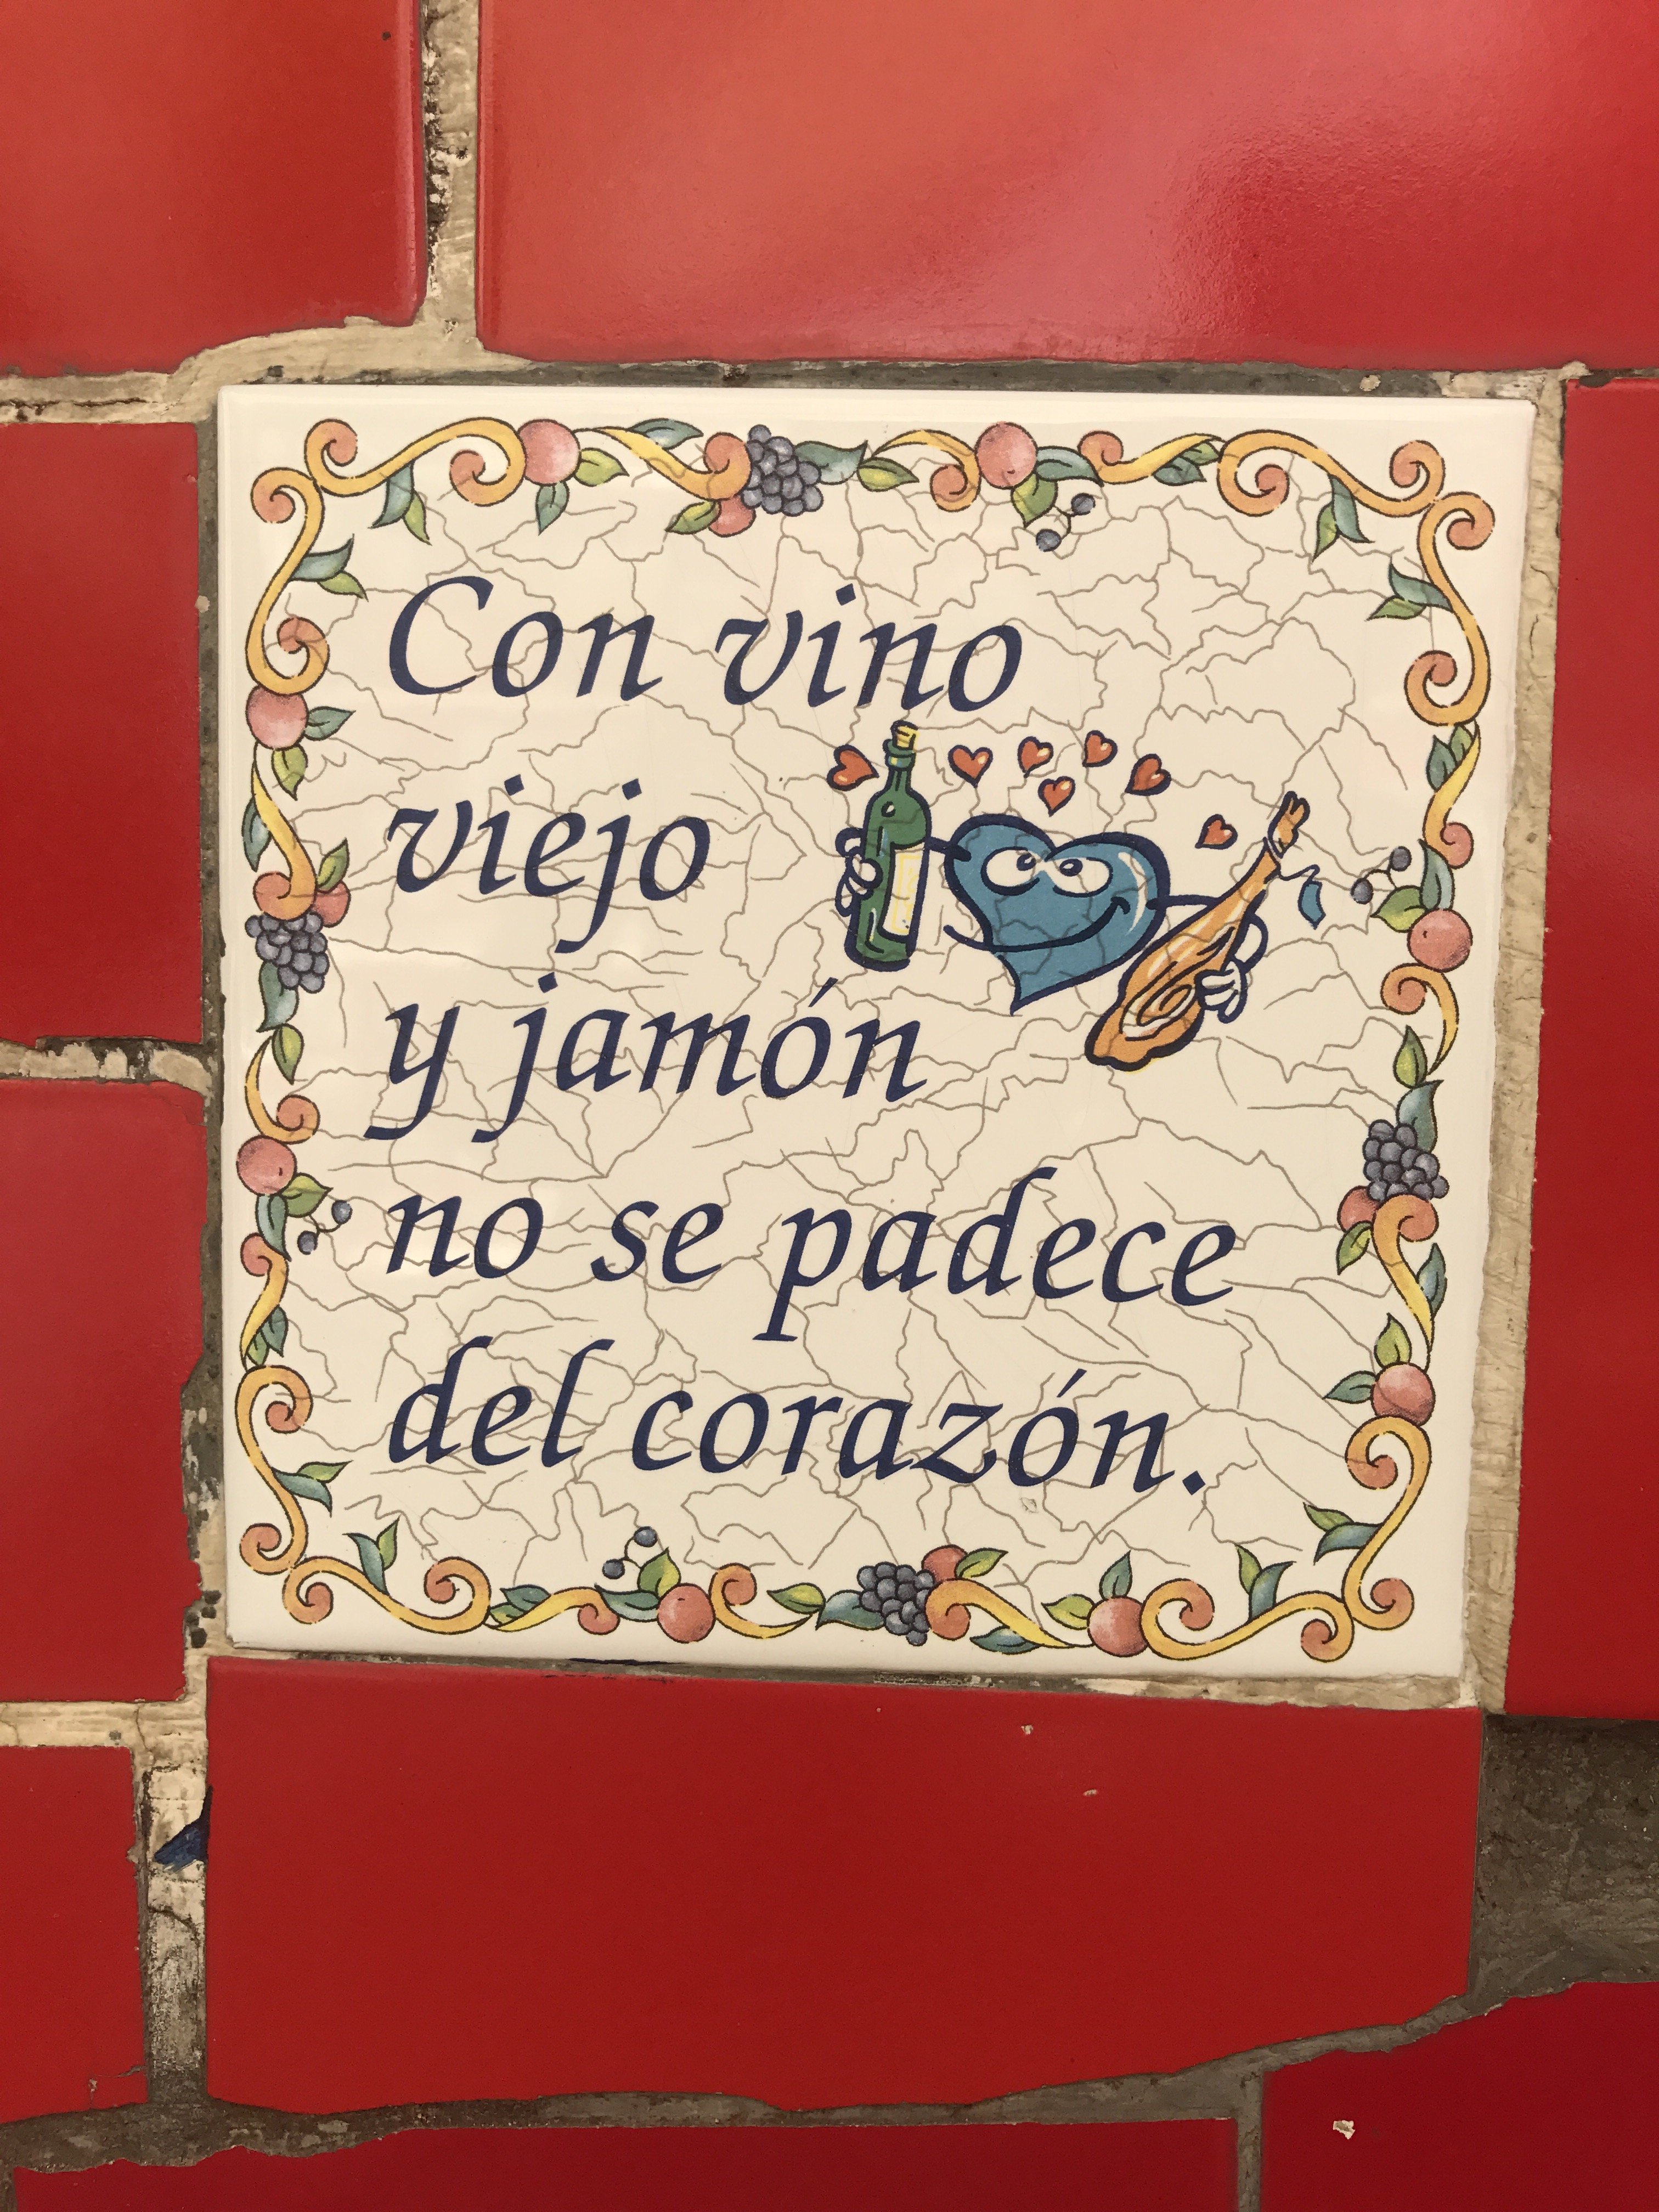 Con vino
viejo
y jamón
no se padece
del corazón.